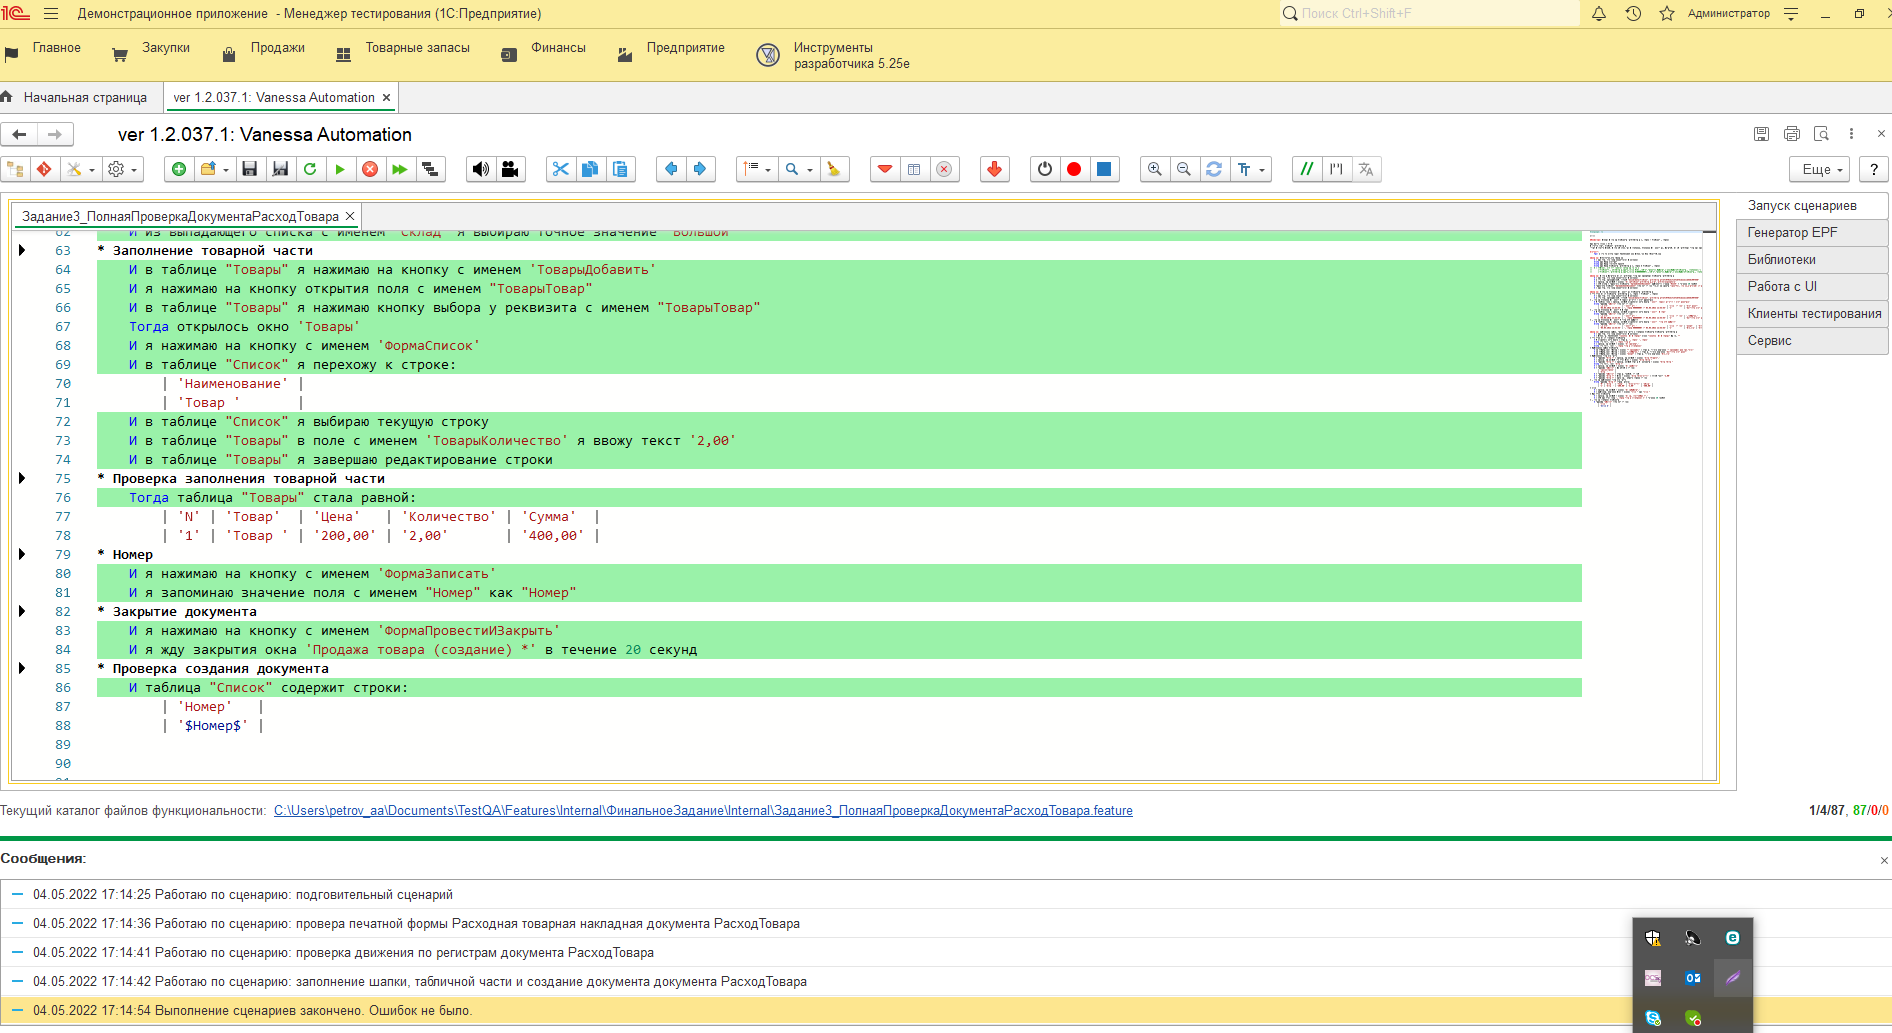 Демонстрационное приложение - Менеджер тестирования (1С:Предприятие)
Поиск Ctrl+Shift+F
Администратор
Главное
Закупки
Продажи
Товарные запасы
Финансы
Предприятие
Инструменты
разработчика 5.25e
Начальная страница
ver 1.2.037.1: Vanessa Automation ×
ver 1.2.037.1: Vanessa Automation
Еще
?
Задание3_ПолнаяПроверкаДокументаРасходТовара ×
62 И из выпадающего списка с именем "Склад" я выбираю точное значение "Большой"
63 * Заполнение товарной части
64 И в таблице "Товары" я нажимаю на кнопку с именем 'ТоварыДобавить'
65 И я нажимаю на кнопку открытия поля с именем "ТоварыТовар"
66 И в таблице "Товары" я нажимаю кнопку выбора у реквизита с именем "ТоварыТовар"
67 Тогда открылось окно 'Товары'
68 И я нажимаю на кнопку с именем 'ФормаСписок'
69 И в таблице "Список" я перехожу к строке:
70 | 'Наименование' |
71 | 'Товар '       |
72 И в таблице "Список" я выбираю текущую строку
73 И в таблице "Товары" в поле с именем 'ТоварыКоличество' я ввожу текст '2,00'
74 И в таблице "Товары" я завершаю редактирование строки
75 * Проверка заполнения товарной части
76 Тогда таблица "Товары" стала равной:
77 | 'N' | 'Товар'  | 'Цена'   | 'Количество' | 'Сумма'  |
78 | '1' | 'Товар ' | '200,00' | '2,00'       | '400,00' |
79 * Номер
80 И я нажимаю на кнопку с именем 'ФормаЗаписать'
81 И я запоминаю значение поля с именем "Номер" как "Номер"
82 * Закрытие документа
83 И я нажимаю на кнопку с именем 'ФормаПровестиИЗакрыть'
84 И я жду закрытия окна 'Продажа товара (создание) *' в течение 20 секунд
85 * Проверка создания документа
86 И таблица "Список" содержит строки:
87 | 'Номер'   |
88 | '$Номер$' |
89
90
Запуск сценариев
Генератор EPF
Библиотеки
Работа с UI
Клиенты тестирования
Сервис
Текущий каталог файлов функциональности: C:\Users\petrov_aa\Documents\TestQA\Features\Internal\ФинальноеЗадание\Internal\Задание3_ПолнаяПроверкаДокументаРасходТовара.feature
1/4/87, 87/0/0
Сообщения:
04.05.2022 17:14:25 Работаю по сценарию: подговительный сценарий
04.05.2022 17:14:36 Работаю по сценарию: провера печатной формы Расходная товарная накладная документа РасходТовара
04.05.2022 17:14:41 Работаю по сценарию: проверка движения по регистрам документа РасходТовара
04.05.2022 17:14:42 Работаю по сценарию: заполнение шапки, табличной части и создание документа документа РасходТовара
04.05.2022 17:14:54 Выполнение сценариев закончено. Ошибок не было.